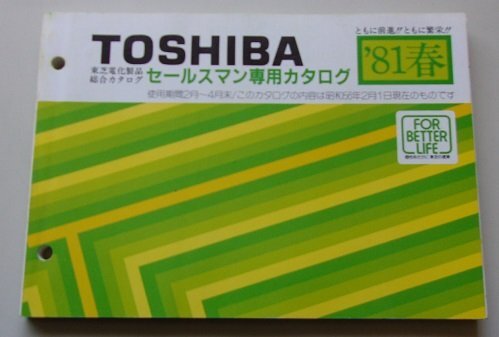 ともに前進!!ともに繁栄!!
TOSHIBA
'81春
東芝電化製品
総合カタログ
セールスマン専用カタログ
使用期間2月〜4月末/このカタログの内容は昭和56年2月1日現在のものです
FOR
BETTER
LIFE